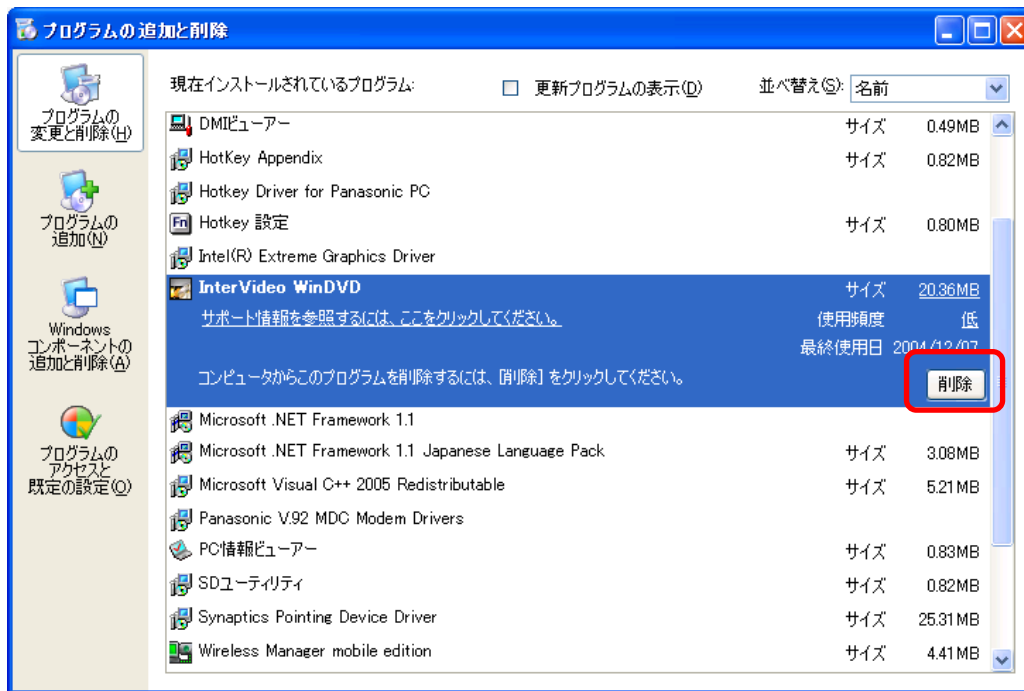 プログラムの追加と削除
プログラムの
変更と削除(H)
プログラムの
追加(N)
Windows
コンポーネントの
追加と削除(A)
プログラムの
アクセスと
既定の設定(O)
現在インストールされているプログラム:
更新プログラムの表示(D)
並べ替え(S): 名前
DMIビューアー サイズ 0.49MB
HotKey Appendix サイズ 0.82MB
Hotkey Driver for Panasonic PC
Fn Hotkey 設定 サイズ 0.80MB
Intel(R) Extreme Graphics Driver
InterVideo WinDVD サイズ 20.36MB
サポート情報を参照するには、ここをクリックしてください。 使用頻度 低
最終使用日 2004/12/07
コンピュータからこのプログラムを削除するには、[削除] をクリックしてください。 削除
Microsoft .NET Framework 1.1
Microsoft .NET Framework 1.1 Japanese Language Pack サイズ 3.08MB
Microsoft Visual C++ 2005 Redistributable サイズ 5.21MB
Panasonic V.92 MDC Modem Drivers
PC情報ビューアー サイズ 0.83MB
SDユーティリティ サイズ 0.82MB
Synaptics Pointing Device Driver サイズ 25.31MB
Wireless Manager mobile edition サイズ 4.41MB